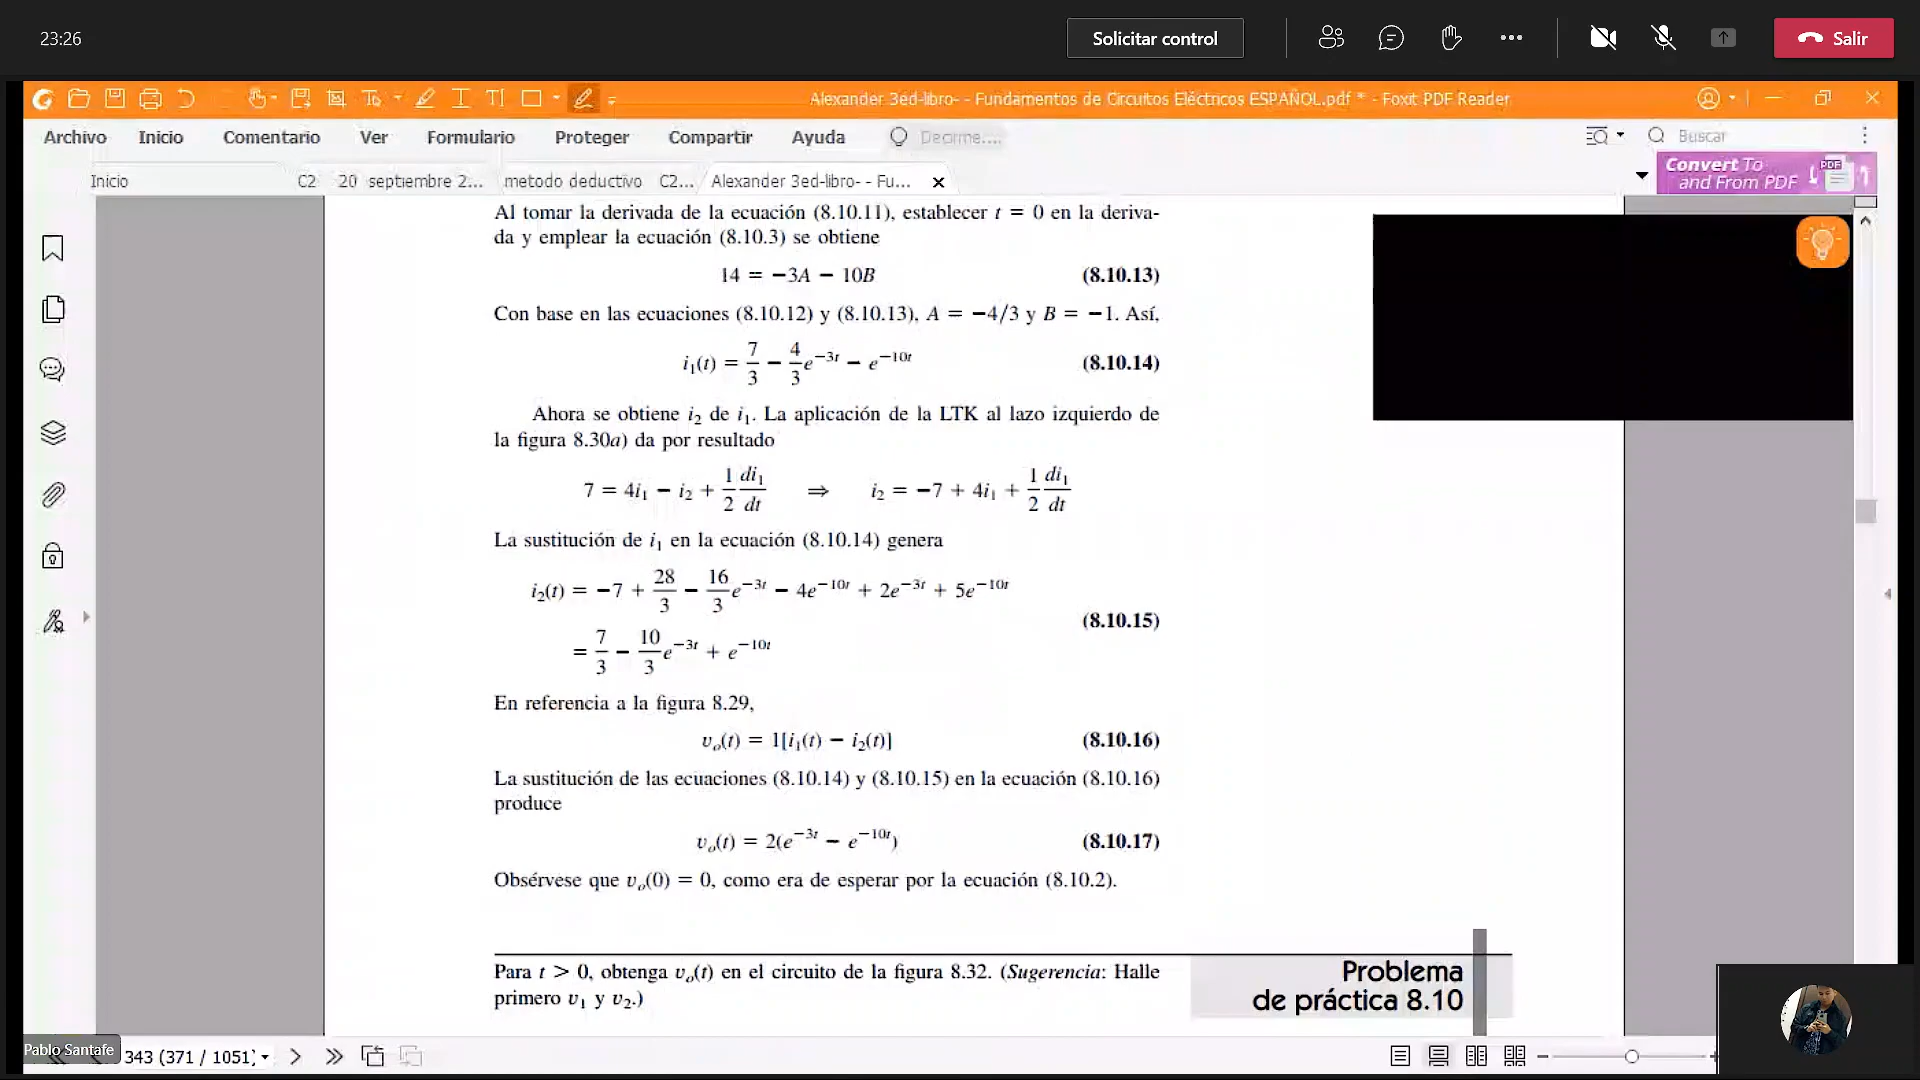 23:26
Solicitar control
Salir
Alexander 3ed-libro- - Fundamentos de Circuitos Eléctricos ESPAÑOL.pdf * - Foxit PDF Reader
Archivo Inicio Comentario Ver Formulario Proteger Compartir Ayuda Decirme....
Buscar
Inicio C2 20 septiembre 2... metodo deductivo C2... Alexander 3ed-libro- - Fu...
Convert To
and From PDF
PDF
Al tomar la derivada de la ecuación (8.10.11), establecer t = 0 en la deriva-
da y emplear la ecuación (8.10.3) se obtiene
14 = −3A − 10B (8.10.13)
Con base en las ecuaciones (8.10.12) y (8.10.13), A = −4/3 y B = −1. Así,
i₁(t) = 7/3 − 4/3 e⁻³ᵗ − e⁻¹⁰ᵗ (8.10.14)
Ahora se obtiene i₂ de i₁. La aplicación de la LTK al lazo izquierdo de
la figura 8.30a) da por resultado
7 = 4i₁ − i₂ + 1/2 di₁/dt ⇒ i₂ = −7 + 4i₁ + 1/2 di₁/dt
La sustitución de i₁ en la ecuación (8.10.14) genera
i₂(t) = −7 + 28/3 − 16/3 e⁻³ᵗ − 4e⁻¹⁰ᵗ + 2e⁻³ᵗ + 5e⁻¹⁰ᵗ
(8.10.15)
= 7/3 − 10/3 e⁻³ᵗ + e⁻¹⁰ᵗ
En referencia a la figura 8.29,
vₒ(t) = 1[i₁(t) − i₂(t)] (8.10.16)
La sustitución de las ecuaciones (8.10.14) y (8.10.15) en la ecuación (8.10.16)
produce
vₒ(t) = 2(e⁻³ᵗ − e⁻¹⁰ᵗ) (8.10.17)
Obsérvese que vₒ(0) = 0, como era de esperar por la ecuación (8.10.2).
Para t > 0, obtenga vₒ(t) en el circuito de la figura 8.32. (Sugerencia: Halle
primero v₁ y v₂.)
Problema
de práctica 8.10
Pablo Santafe
343 (371 / 1051)